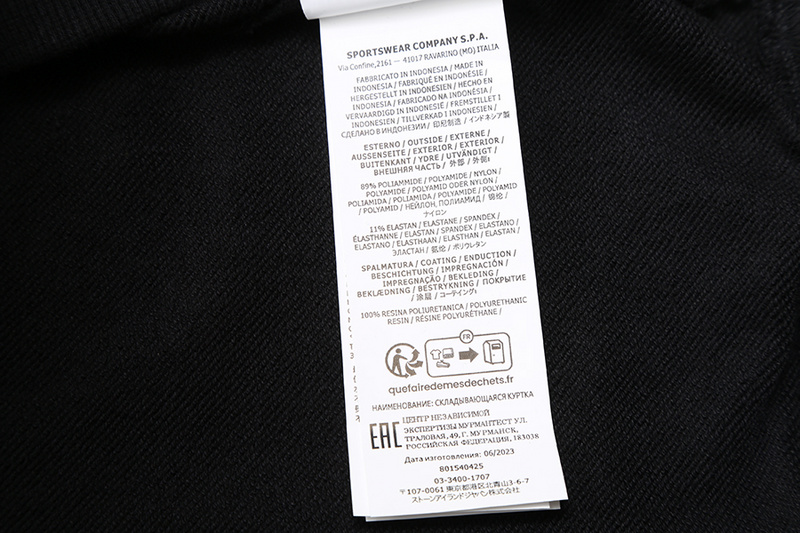 SPORTSWEAR COMPANY S.P.A.
Via Confine,2161 — 41017 RAVARINO (MO) ITALIA
FABBRICATO IN INDONESIA / MADE IN
INDONESIA / FABRIQUÉ EN INDONÉSIE /
HERGESTELLT IN INDONESIEN / HECHO EN
INDONESIA / FABRICADO NA INDONÉSIA /
VERVAARDIGD IN INDONESIË / FREMSTILLET I
INDONESIEN / TILLVERKAD I INDONESIEN /
СДЕЛАНО В ИНДОНЕЗИИ / 印尼制造 / インドネシア製
ESTERNO / OUTSIDE / EXTERNE /
AUSSENSEITE / EXTERIOR / EXTERIOR /
BUITENKANT / YDRE / UTVÄNDIGT /
ВНЕШНЯЯ ЧАСТЬ / 外部 / 外側
89% POLIAMMIDE / POLYAMIDE / NYLON /
POLYAMIDE / POLYAMID ODER NYLON /
POLIAMIDA / POLIAMIDA / POLYAMIDE / POLYAMID
/ POLYAMID / НЕЙЛОН, ПОЛИАМИД / 锦纶 /
ナイロン
11% ELASTAN / ELASTANE / SPANDEX /
ÉLASTHANNE / ELASTAN / SPANDEX / ELASTANO /
ELASTANO / ELASTHAAN / ELASTHAN / ELASTAN /
ЭЛАСТАН / 氨纶 / ポリウレタン
SPALMATURA / COATING / ENDUCTION /
BESCHICHTUNG / IMPREGNACIÓN /
IMPREGNAÇÃO / BEKLEDING /
BEKLÆDNING / BESTRYKNING / ПОКРЫТИЕ
/ 涂层 / コーティング
100% RESINA POLIURETANICA / POLYURETHANIC
RESIN / RÉSINE POLYURÉTHANE /
FR
quefairedemesdechets.fr
НАИМЕНОВАНИЕ: СКЛАДЫВАЮЩАЯСЯ КУРТКА
EAC
ЦЕНТР НЕЗАВИСИМОЙ
ЭКСПЕРТИЗЫ МУРМАНТЕСТ УЛ.
ТРАЛОВАЯ, 49, Г. МУРМАНСК,
РОССИЙСКАЯ ФЕДЕРАЦИЯ, 183038
Дата изготовления: 06/2023
801540425
03-3400-1707
〒107-0061 東京都港区北青山3-6-7
ストーンアイランドジャパン株式会社